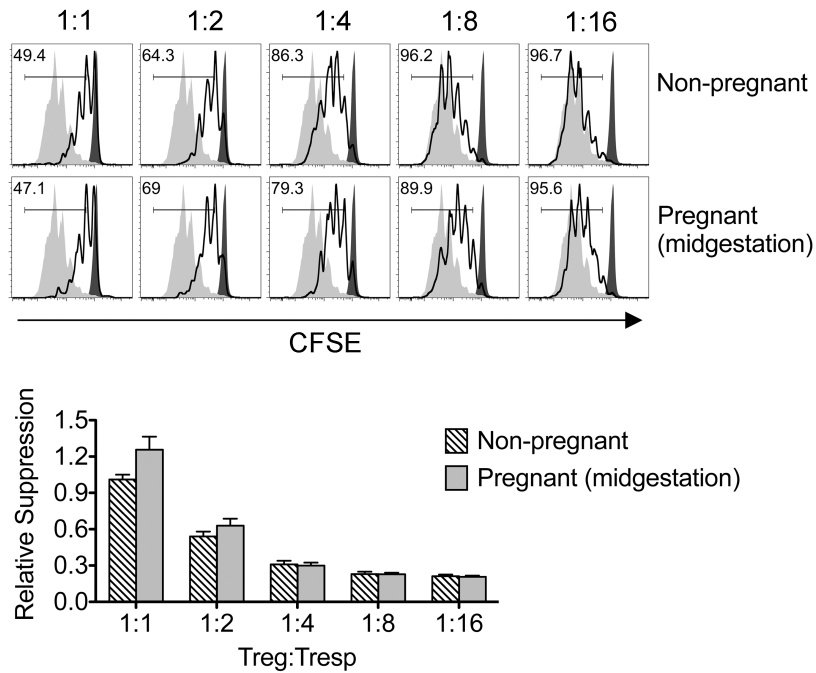 1:1 1:2 1:4 1:8 1:16
49.4 64.3 86.3 96.2 96.7
Non-pregnant
47.1 69 79.3 89.9 95.6
Pregnant
(midgestation)
CFSE
Relative Suppression
1.5
1.2
0.9
0.6
0.3
0.0
1:1 1:2 1:4 1:8 1:16
Treg:Tresp
Non-pregnant
Pregnant (midgestation)